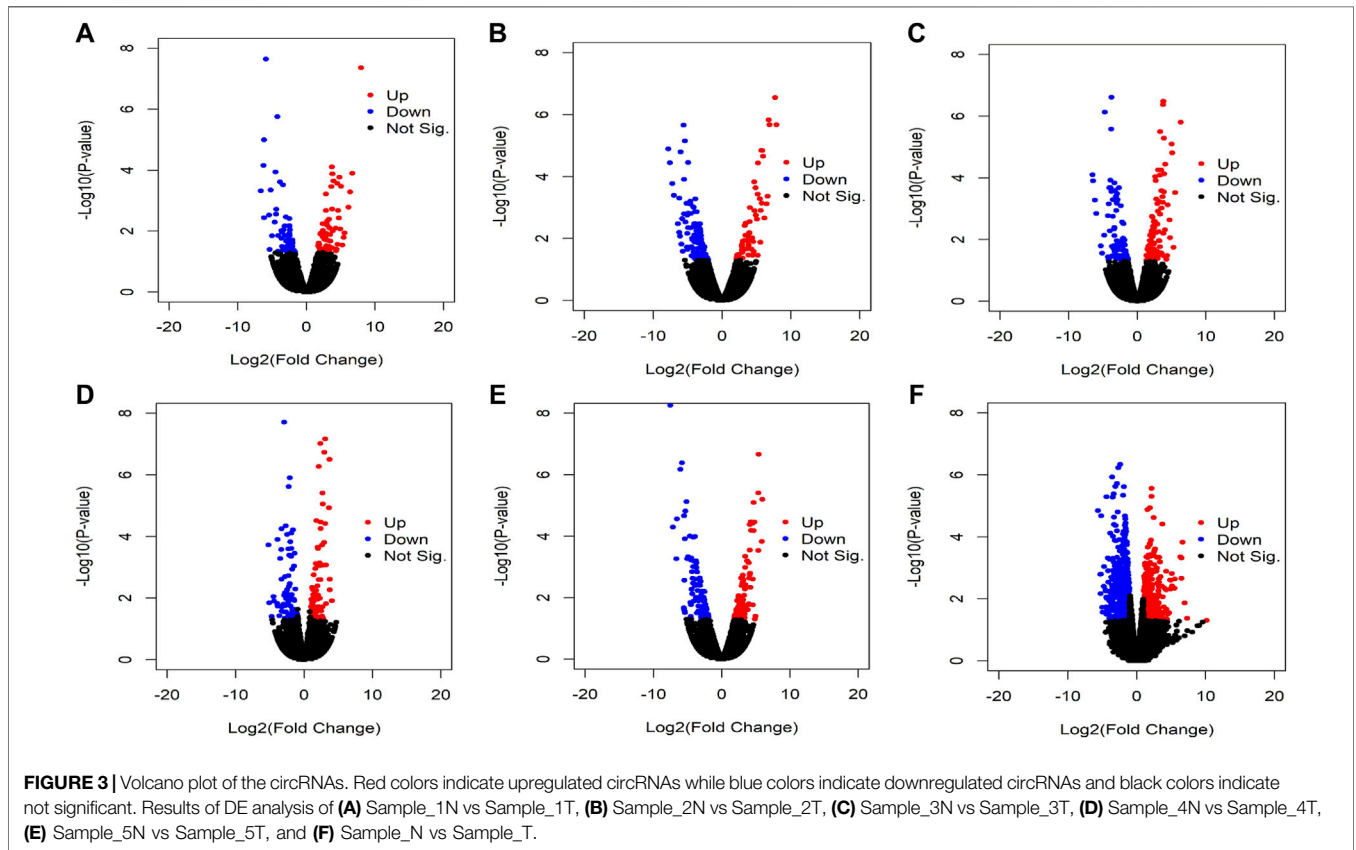 A
-Log10(P-value)
8
6
4
2
0
Up
Down
Not Sig.
-20 -10 0 10 20
Log2(Fold Change)
B
-Log10(P-value)
8
6
4
2
0
Up
Down
Not Sig.
-20 -10 0 10 20
Log2(Fold Change)
C
-Log10(P-value)
8
6
4
2
0
Up
Down
Not Sig.
-20 -10 0 10 20
Log2(Fold Change)
D
-Log10(P-value)
8
6
4
2
0
Up
Down
Not Sig.
-20 -10 0 10 20
Log2(Fold Change)
E
-Log10(P-value)
8
6
4
2
0
Up
Down
Not Sig.
-20 -10 0 10 20
Log2(Fold Change)
F
-Log10(P-value)
8
6
4
2
0
Up
Down
Not Sig.
-20 -10 0 10 20
Log2(Fold Change)
FIGURE 3 | Volcano plot of the circRNAs. Red colors indicate upregulated circRNAs while blue colors indicate downregulated circRNAs and black colors indicate
not significant. Results of DE analysis of (A) Sample_1N vs Sample_1T, (B) Sample_2N vs Sample_2T, (C) Sample_3N vs Sample_3T, (D) Sample_4N vs Sample_4T,
(E) Sample_5N vs Sample_5T, and (F) Sample_N vs Sample_T.